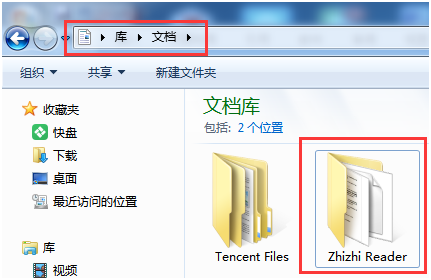 库 文档
组织 共享 新建文件夹
收藏夹
快盘
下载
桌面
最近访问的位置
库
视频
文档库
包括: 2 个位置
Tencent Files
Zhizhi Reader